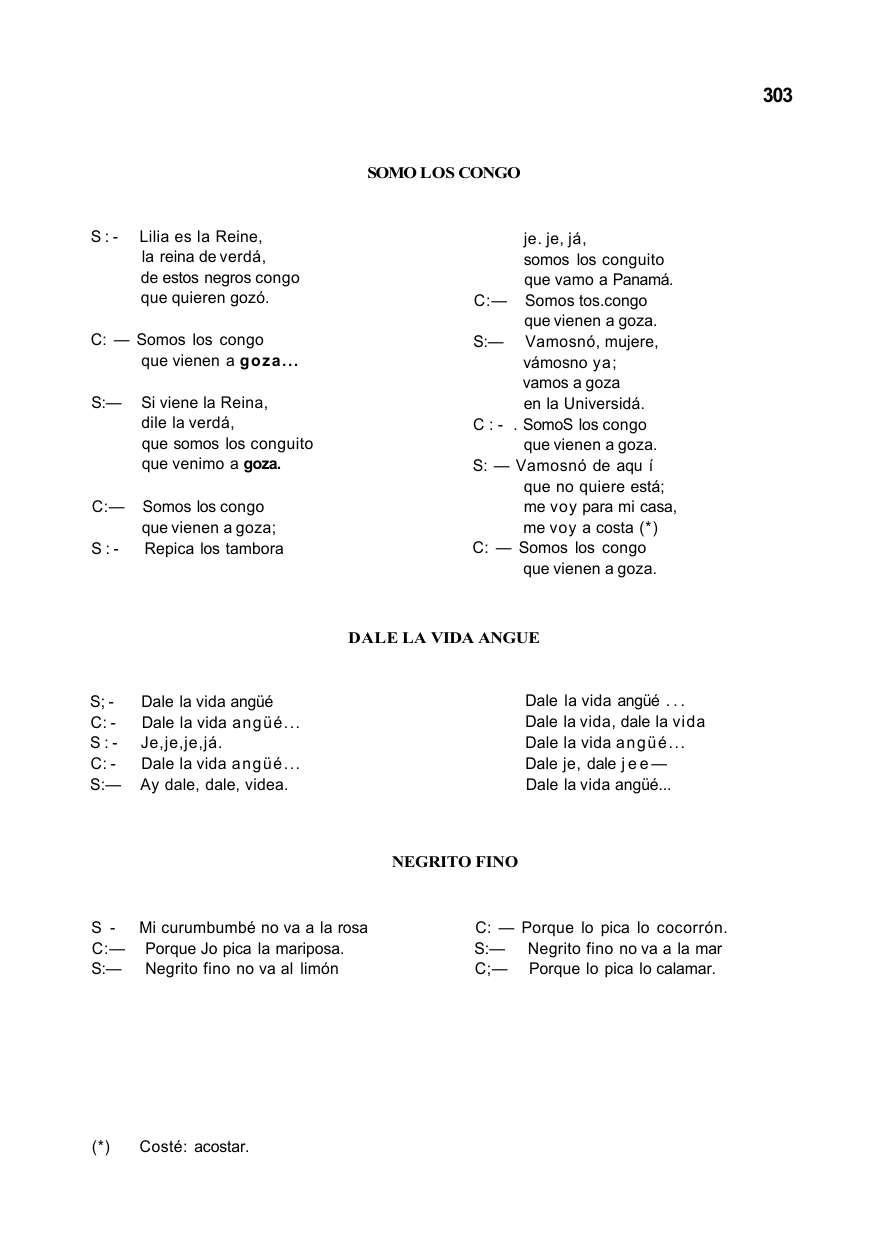 303
SOMO LOS CONGO
S : - Lilia es la Reine,
la reina de verdá,
de estos negros congo
que quieren gozó.
C: — Somos los congo
que vienen a goza...
S:— Si viene la Reina,
dile la verdá,
que somos los conguito
que venimo a goza.
C:— Somos los congo
que vienen a goza;
S : - Repica los tambora
je. je, já,
somos los conguito
que vamo a Panamá.
C:— Somos tos.congo
que vienen a goza.
S:— Vamosnó, mujere,
vámosno ya;
vamos a goza
en la Universidá.
C : - . SomoS los congo
que vienen a goza.
S: — Vamosnó de aqu í
que no quiere está;
me voy para mi casa,
me voy a costa (*)
C: — Somos los congo
que vienen a goza.
DALE LA VIDA ANGUE
S; - Dale la vida angüé
C: - Dale la vida angüé...
S : - Je,je,je,já.
C: - Dale la vida angüé...
S:— Ay dale, dale, videa.
Dale la vida angüé . . .
Dale la vida, dale la vida
Dale la vida angüé...
Dale je, dale j e e —
Dale la vida angüé...
NEGRITO FINO
S - Mi curumbumbé no va a la rosa
C:— Porque Jo pica la mariposa.
S:— Negrito fino no va al limón
C: — Porque lo pica lo cocorrón.
S:— Negrito fino no va a la mar
C;— Porque lo pica lo calamar.
(*) Costé: acostar.